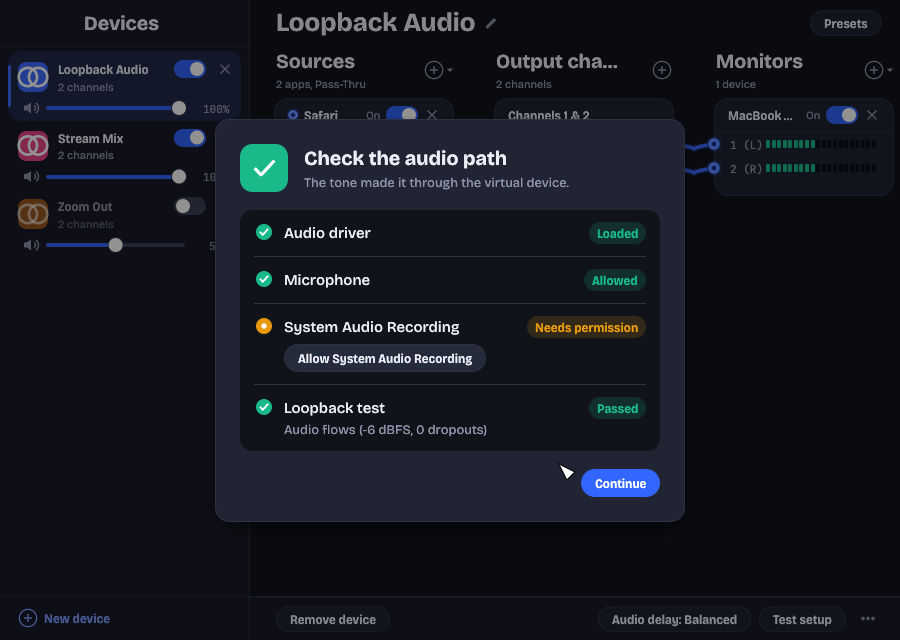 Devices
Loopback Audio
2 channels
100%
Stream Mix
2 channels
10
Zoom Out
2 channels
5
New device
Loopback Audio
Presets
Sources
2 apps, Pass-Thru
Output cha...
2 channels
Monitors
1 device
Safari
On
Channels 1 & 2
MacBook ...
On
1 (L)
2 (R)
Check the audio path
The tone made it through the virtual device.
Audio driver
Loaded
Microphone
Allowed
System Audio Recording
Needs permission
Allow System Audio Recording
Loopback test
Passed
Audio flows (-6 dBFS, 0 dropouts)
Continue
Remove device
Audio delay: Balanced
Test setup